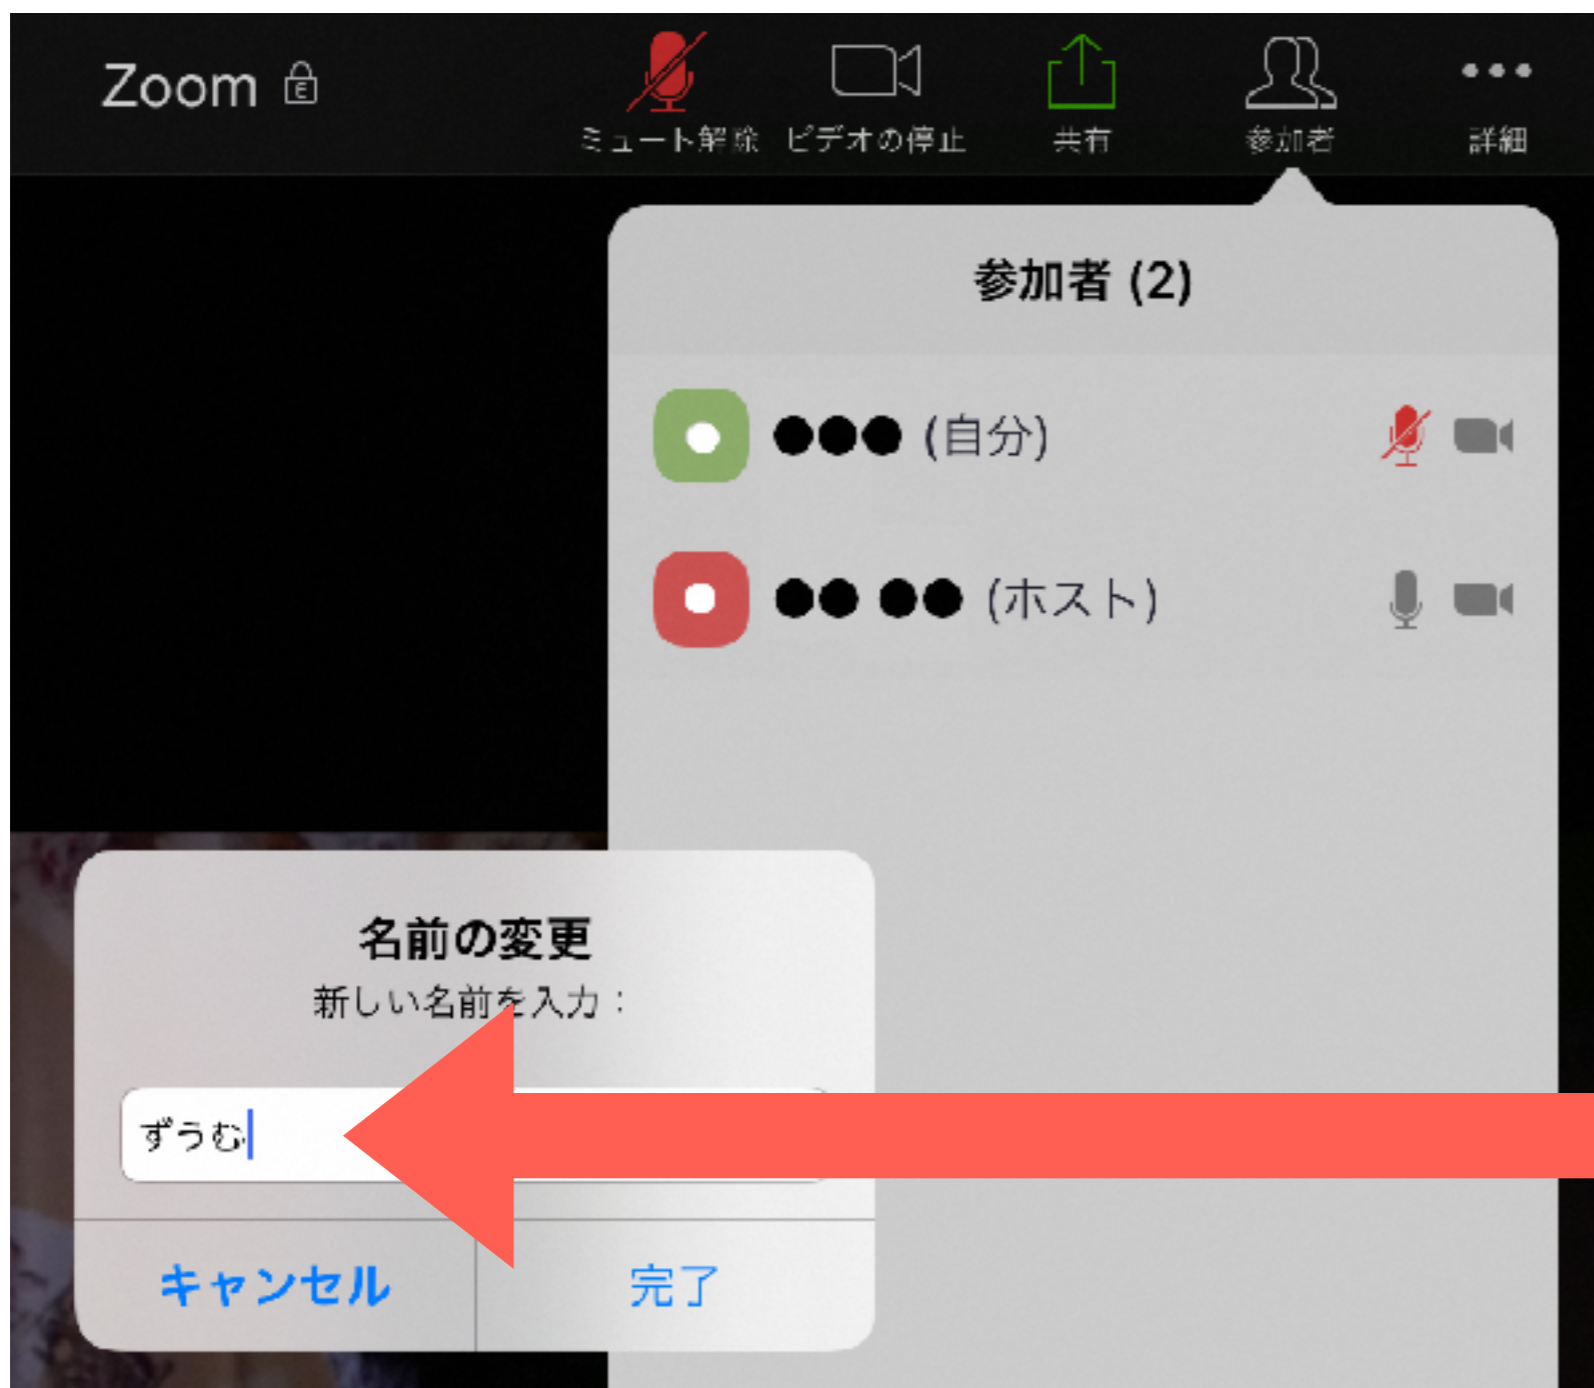 Zoom
ミュート解除 ビデオの停止 共有 参加者 詳細
参加者 (2)
●●● (自分)
●● ●● (ホスト)
名前の変更
新しい名前を入力：
ずうむ
キャンセル 完了